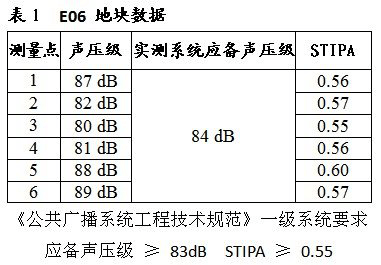 表 1 E06 地块数据
测量点 声压级 实测系统应备声压级 STIPA
1 87 dB 84 dB 0.56
2 82 dB 0.57
3 80 dB 0.55
4 81 dB 0.56
5 88 dB 0.60
6 89 dB 0.57
《公共广播系统工程技术规范》一级系统要求
应备声压级 ≥ 83dB STIPA ≥ 0.55